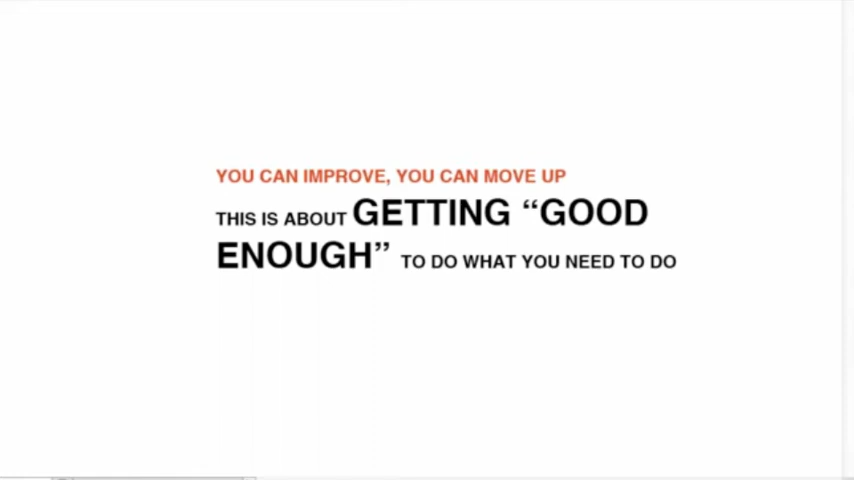 YOU CAN IMPROVE, YOU CAN MOVE UP
THIS IS ABOUT GETTING “GOOD
ENOUGH” TO DO WHAT YOU NEED TO DO